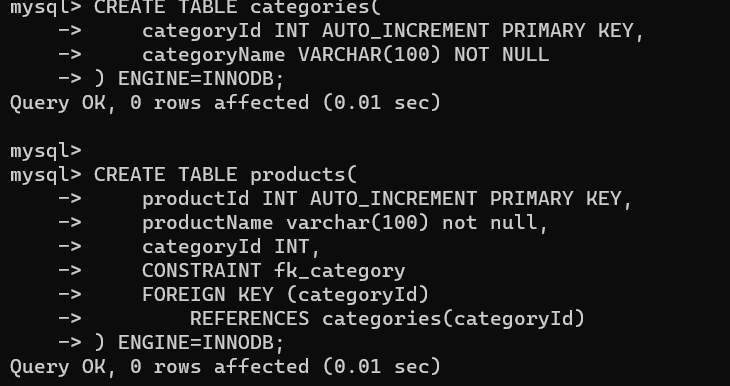 mysql> CREATE TABLE categories(
    ->     categoryId INT AUTO_INCREMENT PRIMARY KEY,
    ->     categoryName VARCHAR(100) NOT NULL
    -> ) ENGINE=INNODB;
Query OK, 0 rows affected (0.01 sec)

mysql>
mysql> CREATE TABLE products(
    ->     productId INT AUTO_INCREMENT PRIMARY KEY,
    ->     productName varchar(100) not null,
    ->     categoryId INT,
    ->     CONSTRAINT fk_category
    ->     FOREIGN KEY (categoryId)
    ->         REFERENCES categories(categoryId)
    -> ) ENGINE=INNODB;
Query OK, 0 rows affected (0.01 sec)